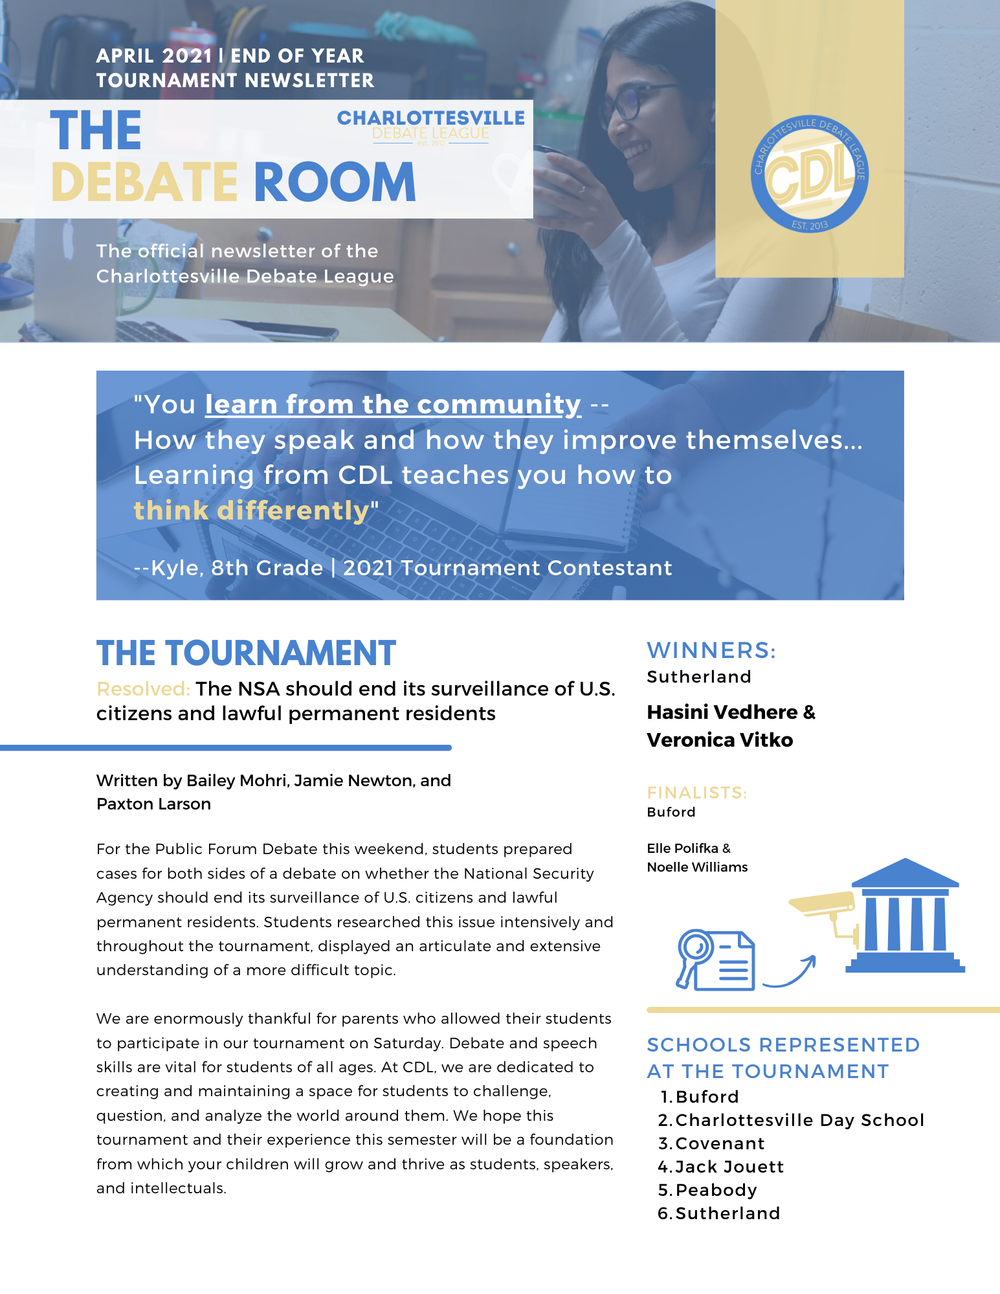 APRIL 2021 | END OF YEAR
TOURNAMENT NEWSLETTER
THE
DEBATE ROOM
CHARLOTTESVILLE
DEBATE LEAGUE
est. 2013
CHARLOTTESVILLE DEBATE LEAGUE
CDL
EST. 2013
The official newsletter of the
Charlottesville Debate League
"You learn from the community --
How they speak and how they improve themselves...
Learning from CDL teaches you how to
think differently"
--Kyle, 8th Grade | 2021 Tournament Contestant
THE TOURNAMENT
Resolved: The NSA should end its surveillance of U.S.
citizens and lawful permanent residents
Written by Bailey Mohri, Jamie Newton, and
Paxton Larson
For the Public Forum Debate this weekend, students prepared
cases for both sides of a debate on whether the National Security
Agency should end its surveillance of U.S. citizens and lawful
permanent residents. Students researched this issue intensively and
throughout the tournament, displayed an articulate and extensive
understanding of a more difficult topic.
We are enormously thankful for parents who allowed their students
to participate in our tournament on Saturday. Debate and speech
skills are vital for students of all ages. At CDL, we are dedicated to
creating and maintaining a space for students to challenge,
question, and analyze the world around them. We hope this
tournament and their experience this semester will be a foundation
from which your children will grow and thrive as students, speakers,
and intellectuals.
WINNERS:
Sutherland
Hasini Vedhere &
Veronica Vitko
FINALISTS:
Buford
Elle Polifka &
Noelle Williams
SCHOOLS REPRESENTED
AT THE TOURNAMENT
1. Buford
2. Charlottesville Day School
3. Covenant
4. Jack Jouett
5. Peabody
6. Sutherland